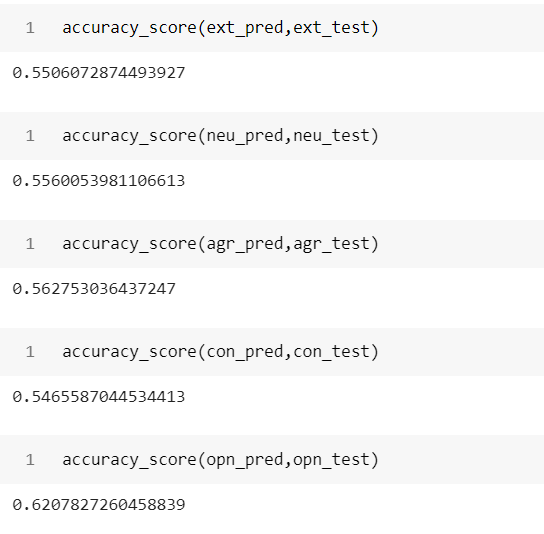 1 accuracy_score(ext_pred,ext_test)
0.5506072874493927
1 accuracy_score(neu_pred,neu_test)
0.5560053981106613
1 accuracy_score(agr_pred,agr_test)
0.562753036437247
1 accuracy_score(con_pred,con_test)
0.5465587044534413
1 accuracy_score(opn_pred,opn_test)
0.6207827260458839